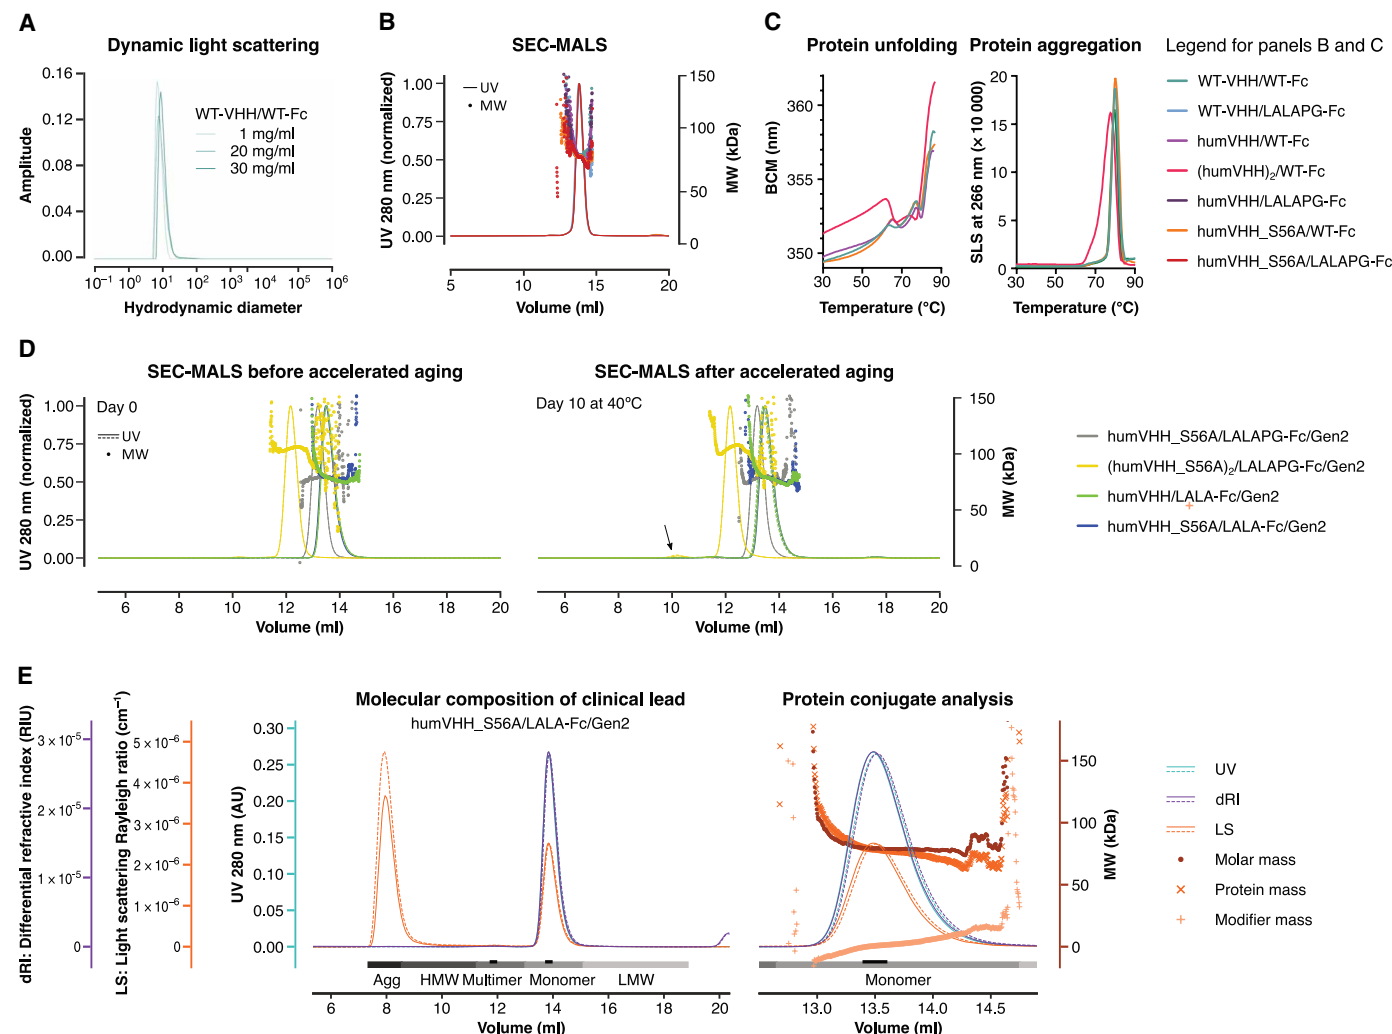 A
Dynamic light scattering
Amplitude
0.16
0.12
0.08
0.04
0.00
WT-VHH/WT-Fc
1 mg/ml
20 mg/ml
30 mg/ml
10⁻¹ 10⁰ 10¹ 10² 10³ 10⁴ 10⁵ 10⁶
Hydrodynamic diameter
B
SEC-MALS
UV 280 nm (normalized)
1.00
0.75
0.50
0.25
0.00
UV
MW
150
100
50
0
MW (kDa)
5 10 15 20
Volume (ml)
C
Protein unfolding
BCM (nm)
360
355
350
30 50 70 90
Temperature (°C)
Protein aggregation
SLS at 266 nm (× 10 000)
20
15
10
5
0
30 50 70 90
Temperature (°C)
Legend for panels B and C
WT-VHH/WT-Fc
WT-VHH/LALAPG-Fc
humVHH/WT-Fc
(humVHH)₂/WT-Fc
humVHH/LALAPG-Fc
humVHH_S56A/WT-Fc
humVHH_S56A/LALAPG-Fc
D
SEC-MALS before accelerated aging
UV 280 nm (normalized)
1.00
0.75
0.50
0.25
0.00
Day 0
UV
MW
6 8 10 12 14 16 18 20
Volume (ml)
SEC-MALS after accelerated aging
Day 10 at 40°C
150
100
50
0
MW (kDa)
6 8 10 12 14 16 18 20
Volume (ml)
humVHH_S56A/LALAPG-Fc/Gen2
(humVHH_S56A)₂/LALAPG-Fc/Gen2
humVHH/LALA-Fc/Gen2
humVHH_S56A/LALA-Fc/Gen2
E
dRI: Differential refractive index (RIU)
3 × 10⁻⁵
2 × 10⁻⁵
1 × 10⁻⁵
0
LS: Light scattering Rayleigh ratio (cm⁻¹)
5 × 10⁻⁶
4 × 10⁻⁶
3 × 10⁻⁶
2 × 10⁻⁶
1 × 10⁻⁶
0
UV 280 nm (AU)
0.30
0.25
0.20
0.15
0.10
0.05
0.00
Molecular composition of clinical lead
humVHH_S56A/LALA-Fc/Gen2
Agg HMW Multimer Monomer LMW
6 8 10 12 14 16 18 20
Volume (ml)
Protein conjugate analysis
150
100
50
0
MW (kDa)
Monomer
13.0 13.5 14.0 14.5
Volume (ml)
UV
dRI
LS
Molar mass
Protein mass
Modifier mass